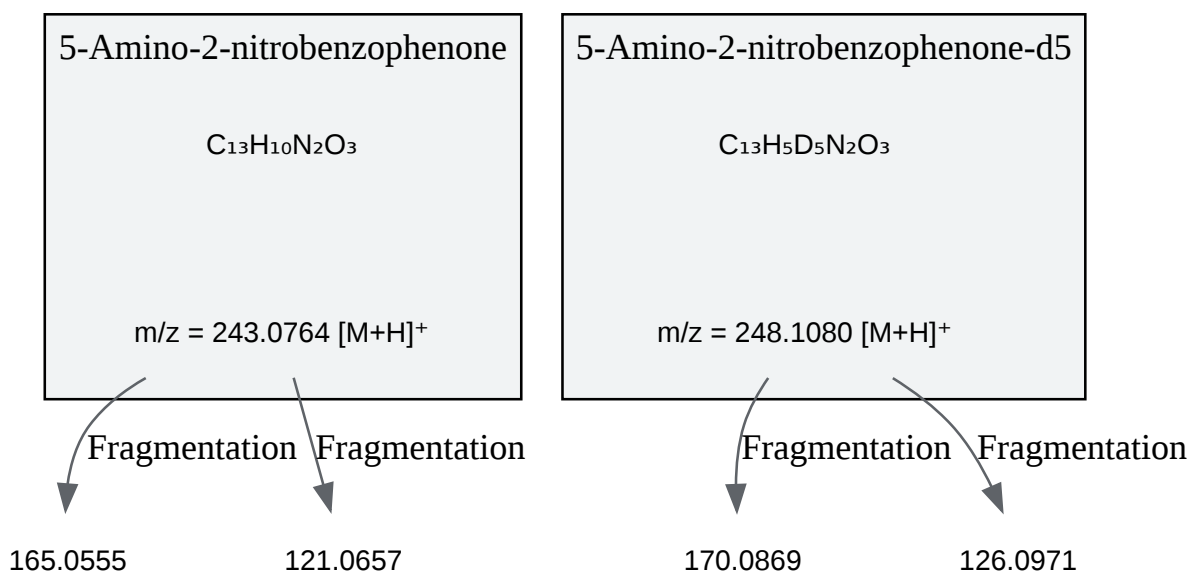 5-Amino-2-nitrobenzophenone
C₁₃H₁₀N₂O₃
m/z = 243.0764 [M+H]⁺
5-Amino-2-nitrobenzophenone-d5
C₁₃H₅D₅N₂O₃
m/z = 248.1080 [M+H]⁺
Fragmentation
Fragmentation
Fragmentation
Fragmentation
165.0555
121.0657
170.0869
126.0971